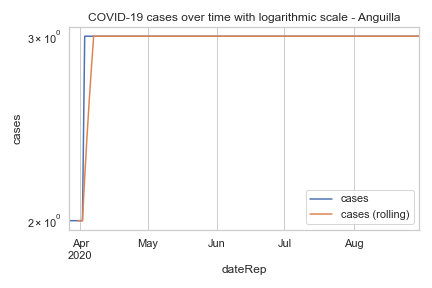 COVID-19 cases over time with logarithmic scale - Anguilla
3 × 10⁰
2 × 10⁰
cases
cases
cases (rolling)
Apr May Jun Jul Aug
2020
dateRep